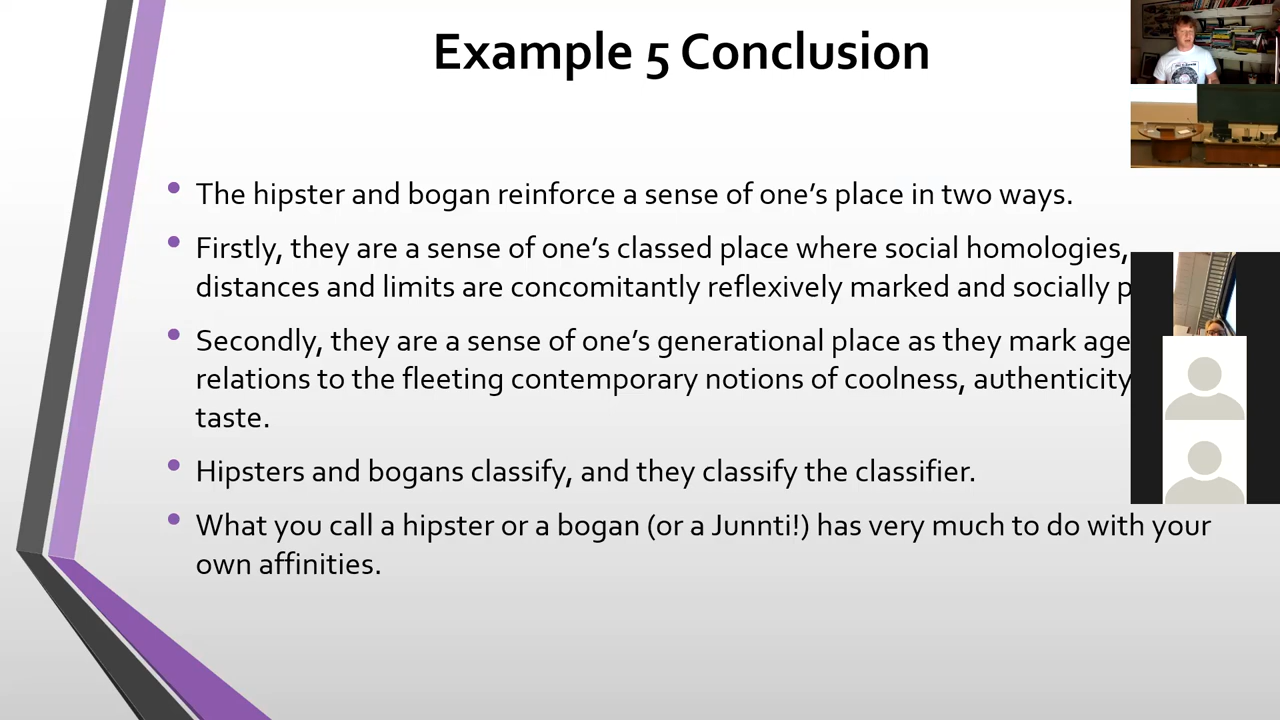 Example 5 Conclusion
The hipster and bogan reinforce a sense of one’s place in two ways.
Firstly, they are a sense of one’s classed place where social homologies,
distances and limits are concomitantly reflexively marked and socially
Secondly, they are a sense of one’s generational place as they mark age
relations to the fleeting contemporary notions of coolness, authenticity
taste.
Hipsters and bogans classify, and they classify the classifier.
What you call a hipster or a bogan (or a Junnti!) has very much to do with your
own affinities.